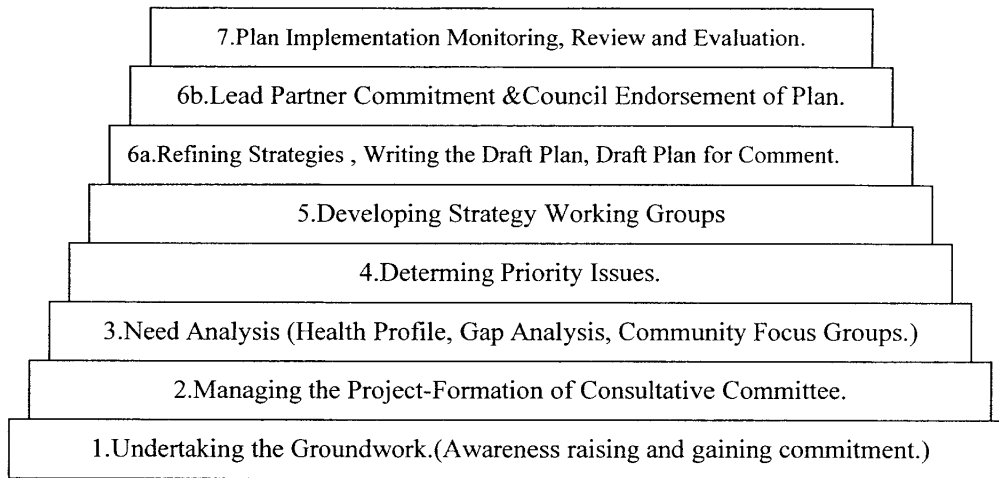 7.Plan Implementation Monitoring, Review and Evaluation.
6b.Lead Partner Commitment &Council Endorsement of Plan.
6a.Refining Strategies , Writing the Draft Plan, Draft Plan for Comment.
5.Developing Strategy Working Groups
4.Determing Priority Issues.
3.Need Analysis (Health Profile, Gap Analysis, Community Focus Groups.)
2.Managing the Project-Formation of Consultative Committee.
1.Undertaking the Groundwork.(Awareness raising and gaining commitment.)